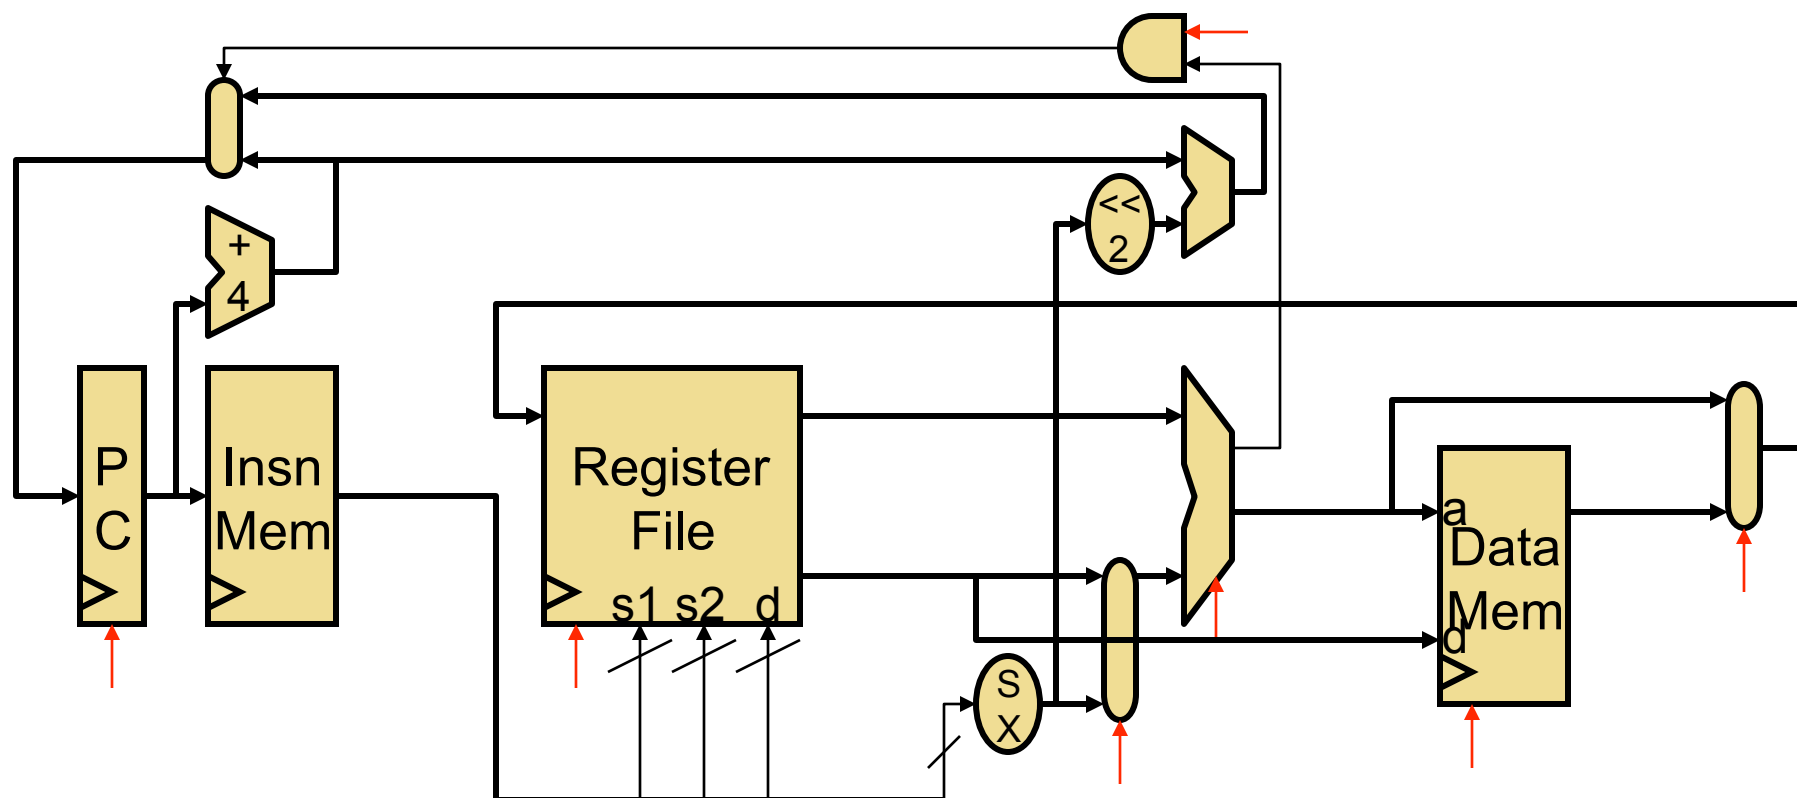 <<
2
+
4
P
C
Insn
Mem
Register
File
s1 s2 d
S
X
a
Data
Mem
d